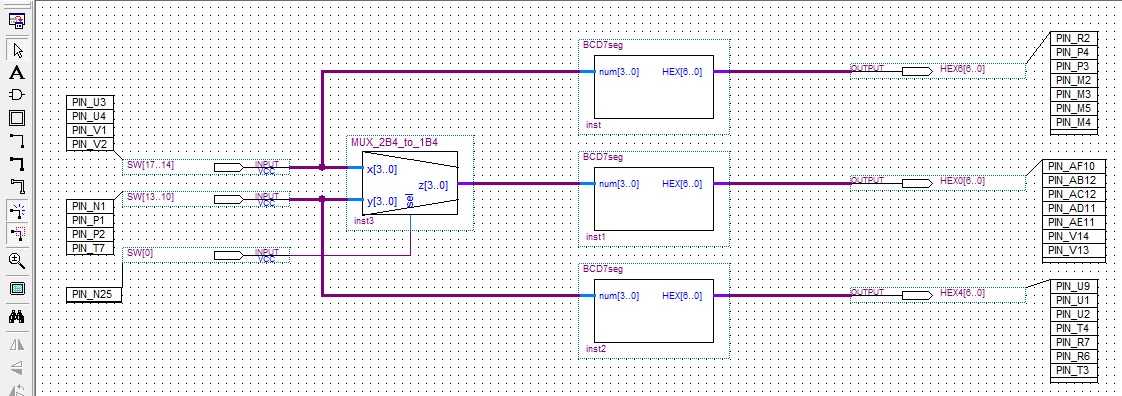 BCD7seg
num[3..0] HEX[6..0]
inst
OUTPUT HEX6[6..0]
PIN_R2
PIN_P4
PIN_P3
PIN_M2
PIN_M3
PIN_M5
PIN_M4
PIN_U3
PIN_U4
PIN_V1
PIN_V2
SW[17..14] INPUT
VCC
MUX_2B4_to_1B4
x[3..0]
z[3..0]
y[3..0]
sel
inst3
SW[13..10] INPUT
VCC
PIN_N1
PIN_P1
PIN_P2
PIN_T7
SW[0] INPUT
VCC
PIN_N25
BCD7seg
num[3..0] HEX[6..0]
inst1
OUTPUT HEX0[6..0]
PIN_AF10
PIN_AB12
PIN_AC12
PIN_AD11
PIN_AE11
PIN_V14
PIN_V13
BCD7seg
num[3..0] HEX[6..0]
inst2
OUTPUT HEX4[6..0]
PIN_U9
PIN_U1
PIN_U2
PIN_T4
PIN_R7
PIN_R6
PIN_T3